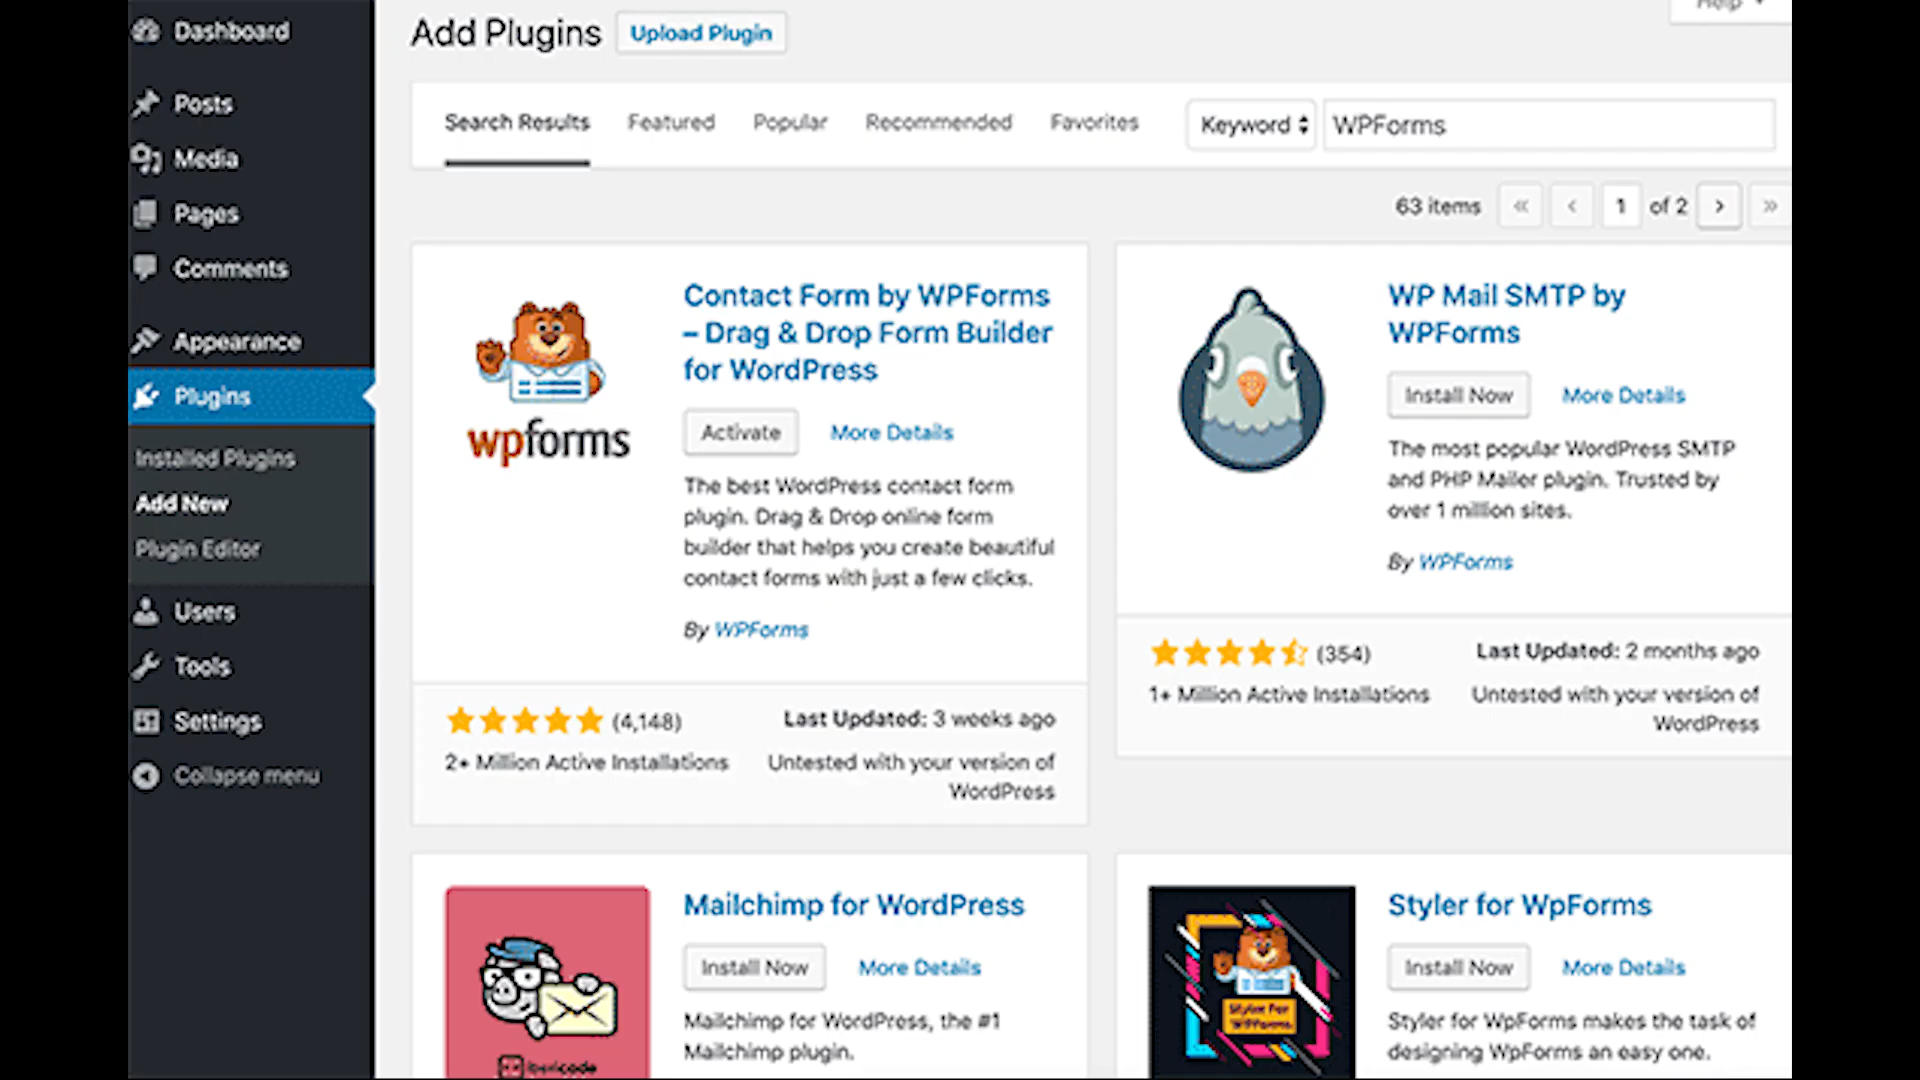 Dashboard
Posts
Media
Pages
Comments
Appearance
Plugins
Installed Plugins
Add New
Plugin Editor
Users
Tools
Settings
Collapse menu
Help
Add Plugins Upload Plugin
Search Results Featured Popular Recommended Favorites Keyword WPForms
63 items « ‹ 1 of 2 › »
wpforms
Contact Form by WPForms
– Drag & Drop Form Builder
for WordPress
Activate More Details
The best WordPress contact form
plugin. Drag & Drop online form
builder that helps you create beautiful
contact forms with just a few clicks.
By WPForms
(4,148)
Last Updated: 3 weeks ago
2+ Million Active Installations
Untested with your version of
WordPress
WP Mail SMTP by
WPForms
Install Now More Details
The most popular WordPress SMTP
and PHP Mailer plugin. Trusted by
over 1 million sites.
By WPForms
(354)
Last Updated: 2 months ago
1+ Million Active Installations
Untested with your version of
WordPress
ibericode
Mailchimp for WordPress
Install Now More Details
Mailchimp for WordPress, the #1
Mailchimp plugin.
Styler For
WPForms
Styler for WpForms
Install Now More Details
Styler for WpForms makes the task of
designing WpForms an easy one.